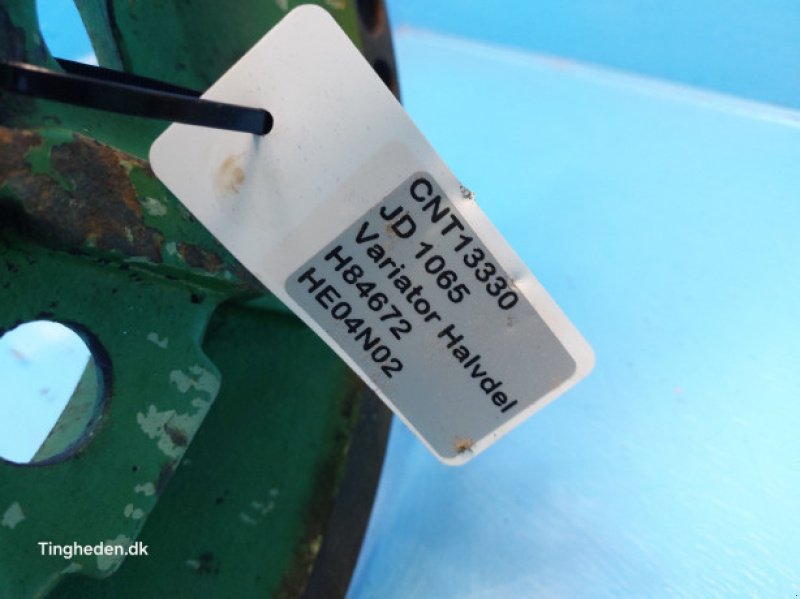 CNT13330
JD 1065
Variator Halvdel
H84672
HE04N02
Tingheden.dk